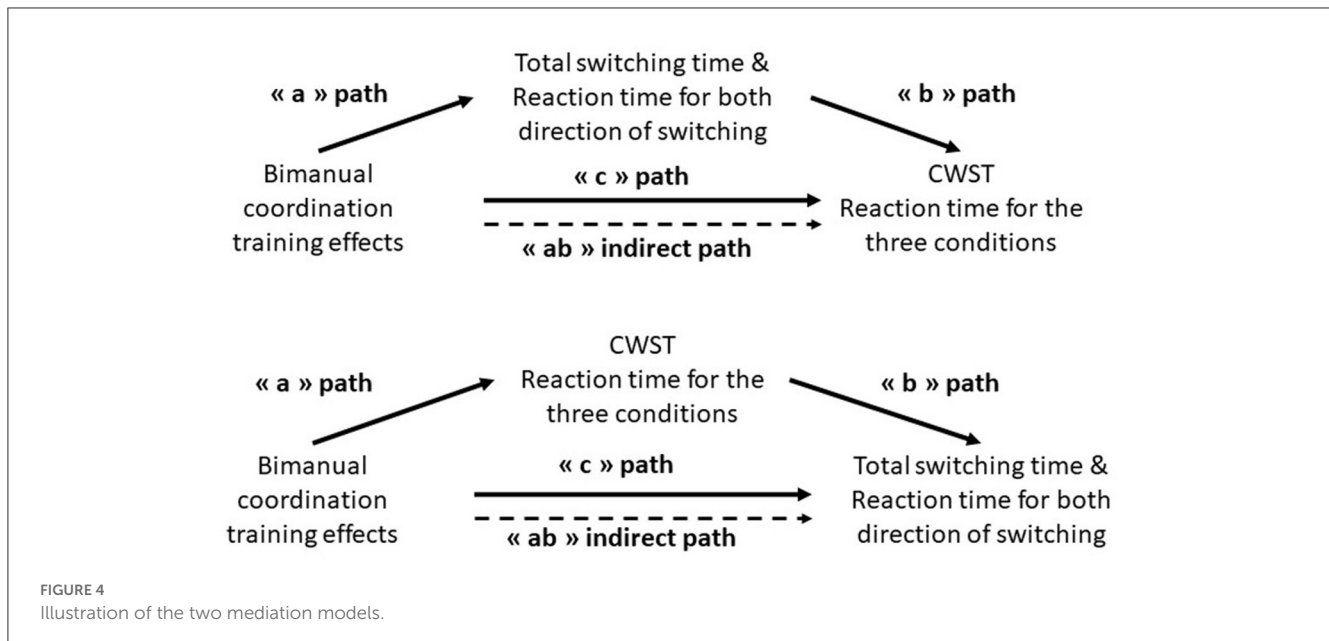 Total switching time &
« a » path
Reaction time for both
« b » path
direction of switching
Bimanual
coordination
training effects
« c » path
« ab » indirect path
CWST
Reaction time for the
three conditions
CWST
« a » path
Reaction time for the
« b » path
three conditions
Bimanual
coordination
training effects
« c » path
« ab » indirect path
Total switching time &
Reaction time for both
direction of switching
FIGURE 4
Illustration of the two mediation models.